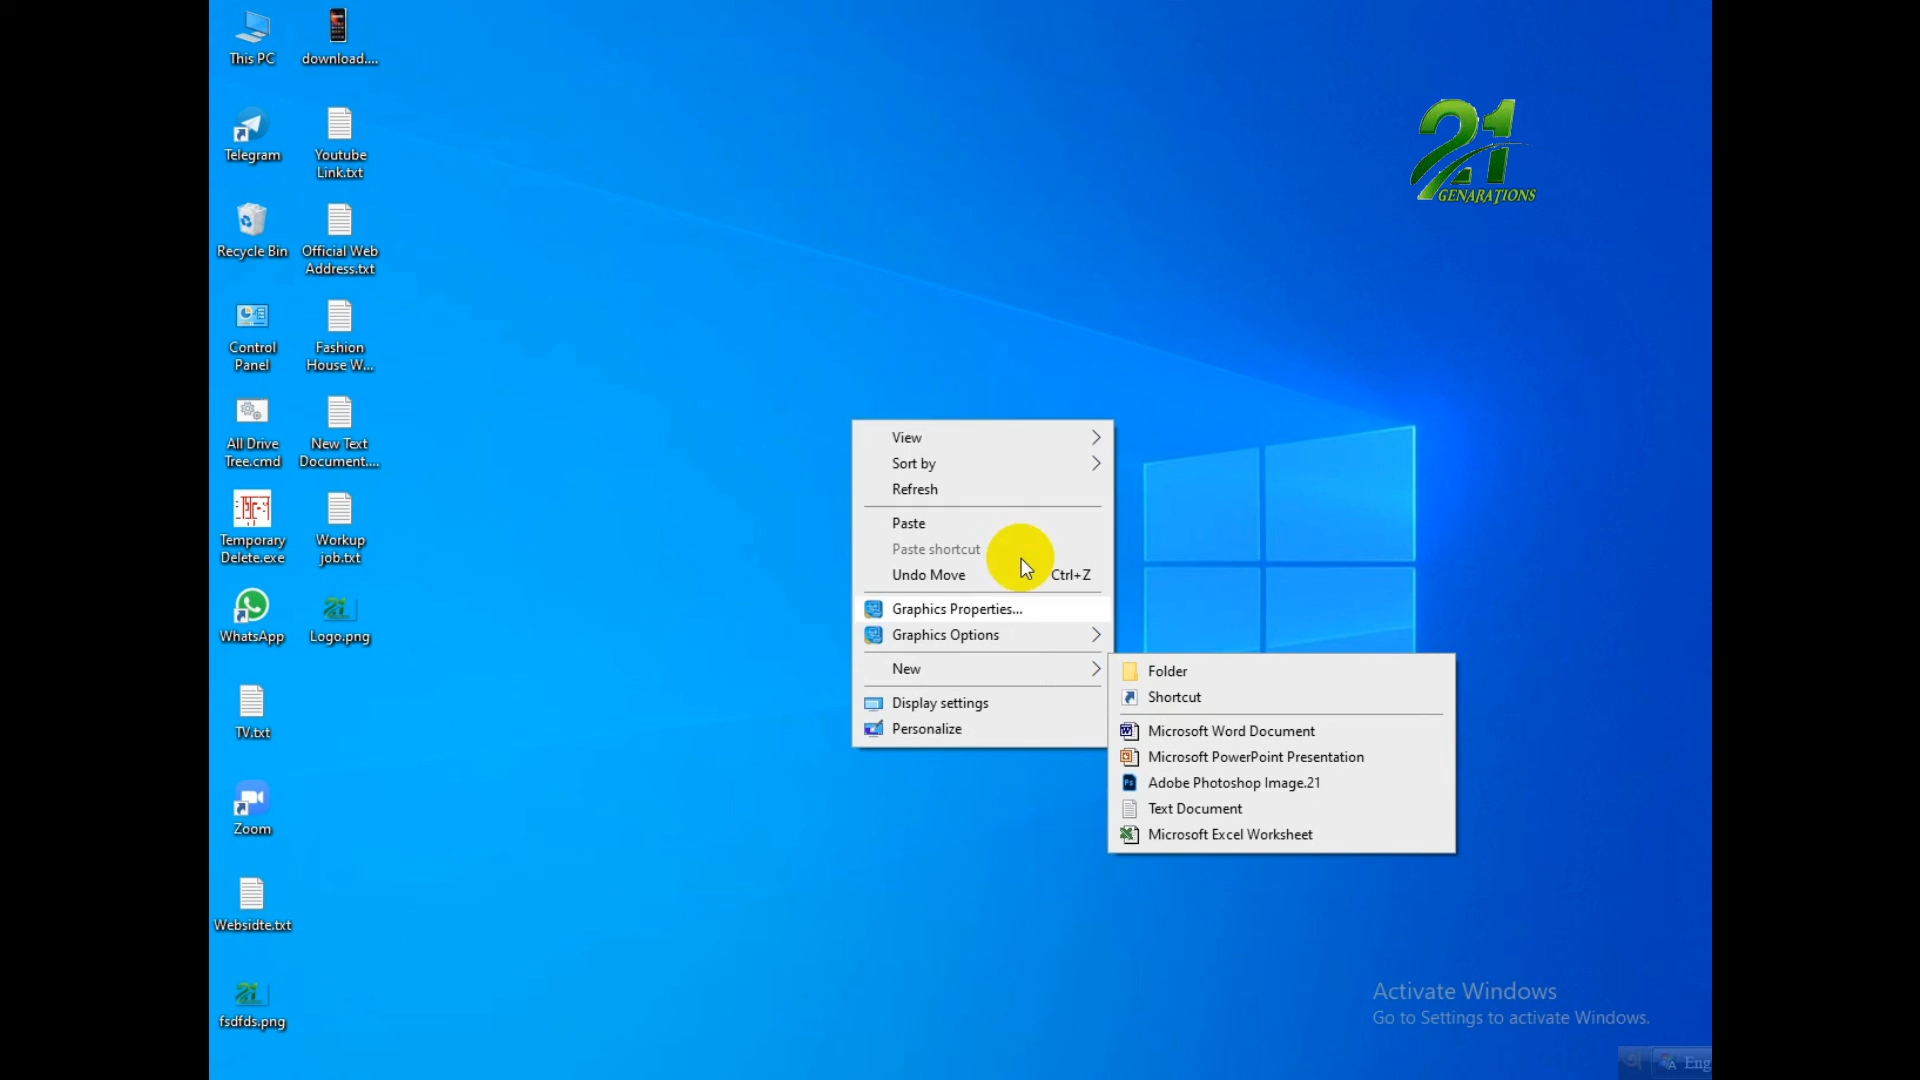 This PC
download....
Telegram
Youtube
Link.txt
Recycle Bin
Official Web
Address.txt
Control
Panel
Fashion
House W...
All Drive
Tree.cmd
New Text
Document....
Temporary
Delete.exe
Workup
job.txt
WhatsApp
Logo.png
TV.txt
Zoom
Websidte.txt
fsdfds.png
21
GENARATIONS
View
Sort by
Refresh
Paste
Paste shortcut
Undo Move Ctrl+Z
Graphics Properties...
Graphics Options
New
Display settings
Personalize
Folder
Shortcut
Microsoft Word Document
Microsoft PowerPoint Presentation
Adobe Photoshop Image.21
Text Document
Microsoft Excel Worksheet
Activate Windows
Go to Settings to activate Windows.
Eng